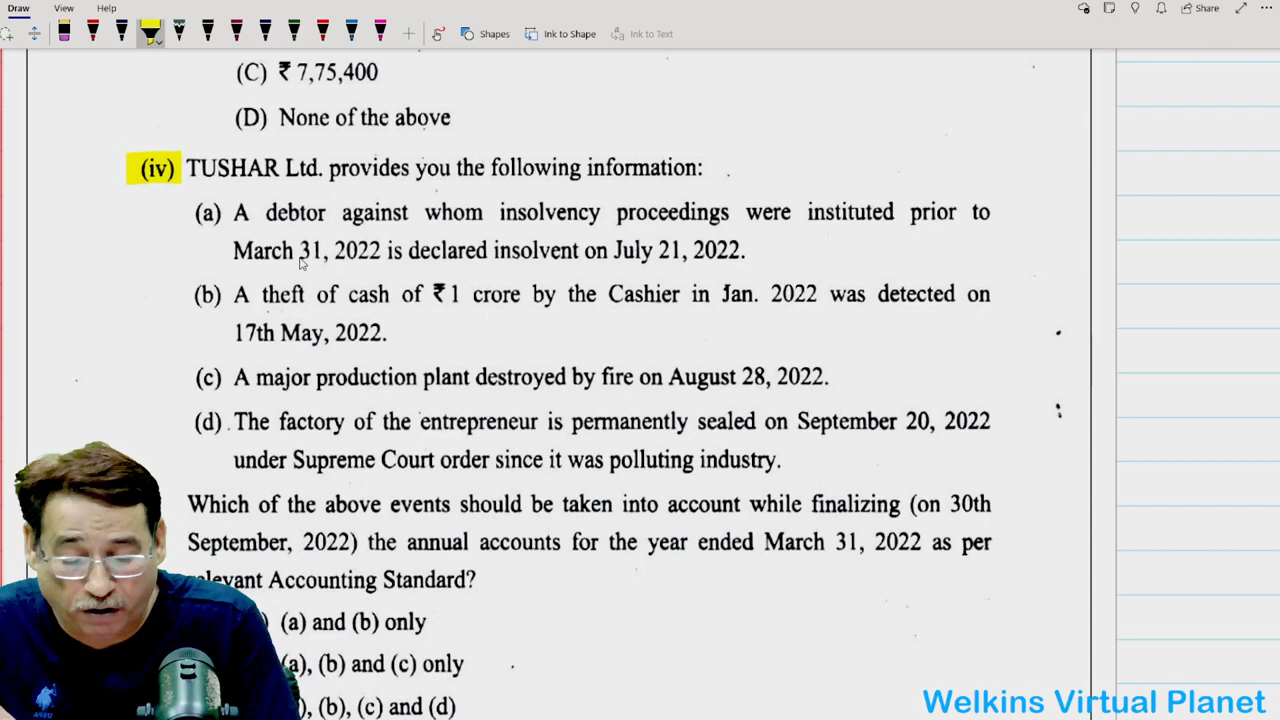 Draw View Help
Shapes Ink to Shape Ink to Text Share
(C) ₹ 7,75,400
(D) None of the above
(iv) TUSHAR Ltd. provides you the following information:
(a) A debtor against whom insolvency proceedings were instituted prior to
March 31, 2022 is declared insolvent on July 21, 2022.
(b) A theft of cash of ₹ 1 crore by the Cashier in Jan. 2022 was detected on
17th May, 2022.
(c) A major production plant destroyed by fire on August 28, 2022.
(d) The factory of the entrepreneur is permanently sealed on September 20, 2022
under Supreme Court order since it was polluting industry.
Which of the above events should be taken into account while finalizing (on 30th
September, 2022) the annual accounts for the year ended March 31, 2022 as per
relevant Accounting Standard?
(a) and (b) only
(a), (b) and (c) only
, (b), (c) and (d)
Welkins Virtual Planet